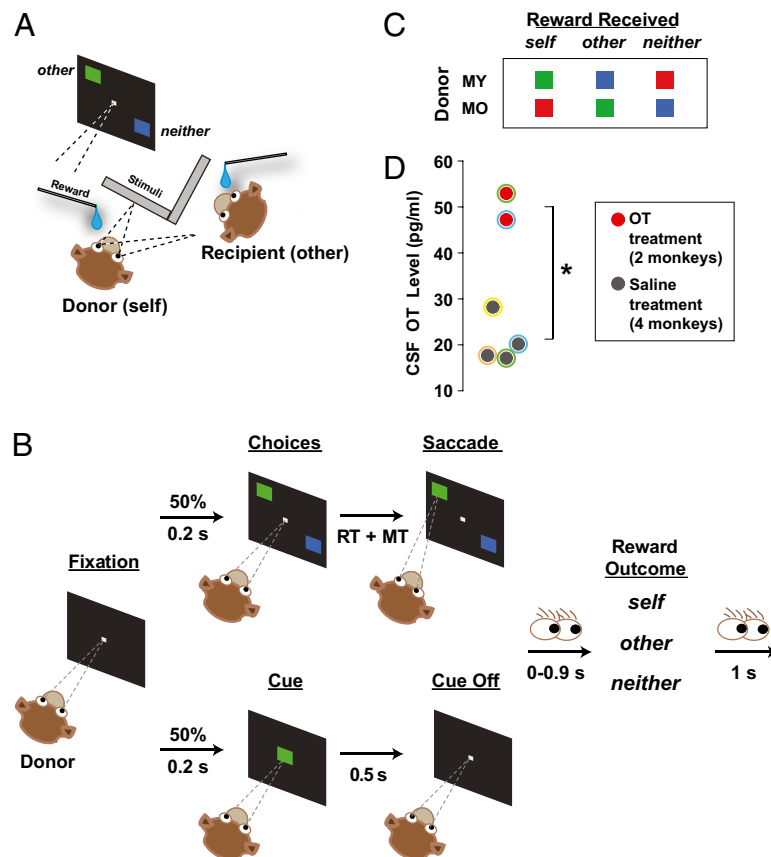 A
other
neither
Reward
Stimuli
Recipient (other)
Donor (self)
C
Reward Received
self other neither
Donor
MY
MO
D
CSF OT Level (pg/ml)
60
50
40
30
20
10
*
OT
treatment
(2 monkeys)
Saline
treatment
(4 monkeys)
B
Choices
Saccade
50%
0.2 s
RT + MT
Fixation
Donor
Reward
Outcome
self
other
neither
0-0.9 s
1 s
Cue
Cue Off
50%
0.2 s
0.5 s